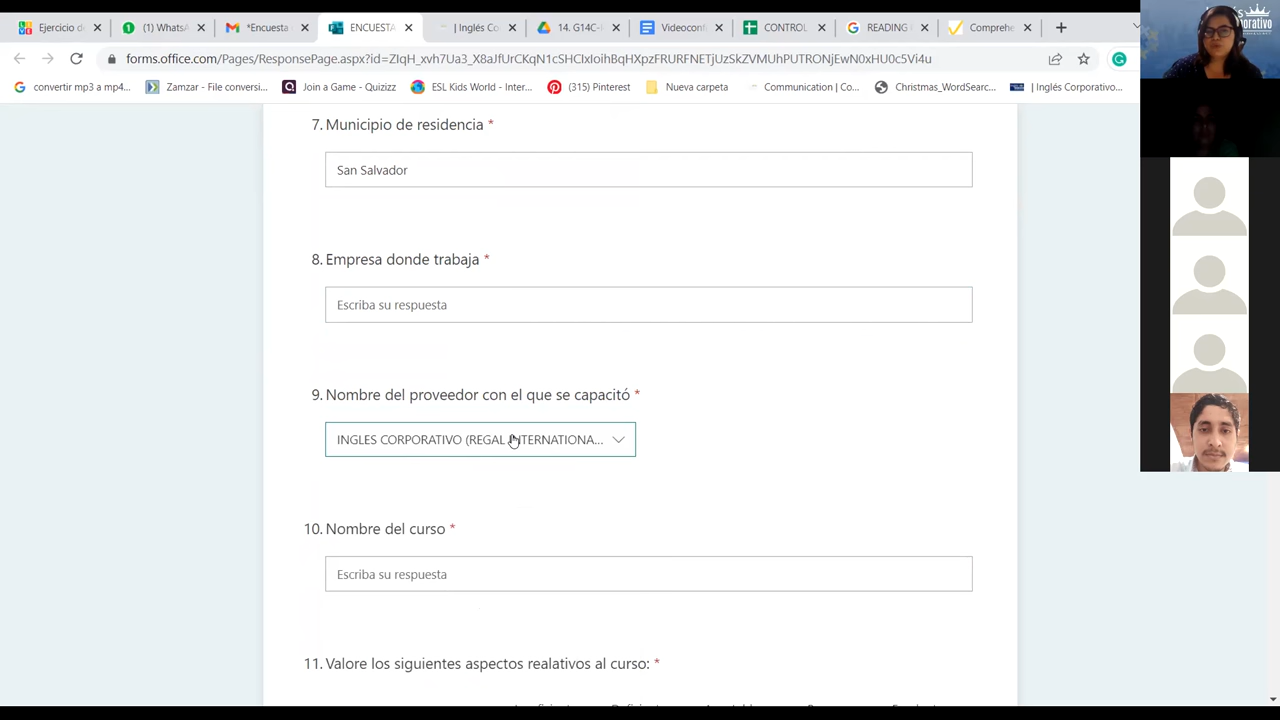 Ejercicio d
(1) WhatsA
*Encuesta
ENCUESTA
| Inglés Co
14. G14C-
Videoconf
CONTRO
READING
Comprehe
forms.office.com/Pages/ResponsePage.aspx?id=
convertir mp3 a mp4...
Zamzar - File conversi...
Join a Game - Quizizz
ESL Kids World - Inter...
(315) Pinterest
Nueva carpeta
Communication | Co...
Christmas_WordSearc...
| Inglés Corporativo...
7. Municipio de residencia *
San Salvador
8. Empresa donde trabaja *
Escriba su respuesta
9. Nombre del proveedor con el que se capacitó *
INGLES CORPORATIVO (REGAL INTERNATIONA...
10. Nombre del curso *
Escriba su respuesta
11. Valore los siguientes aspectos realativos al curso: *